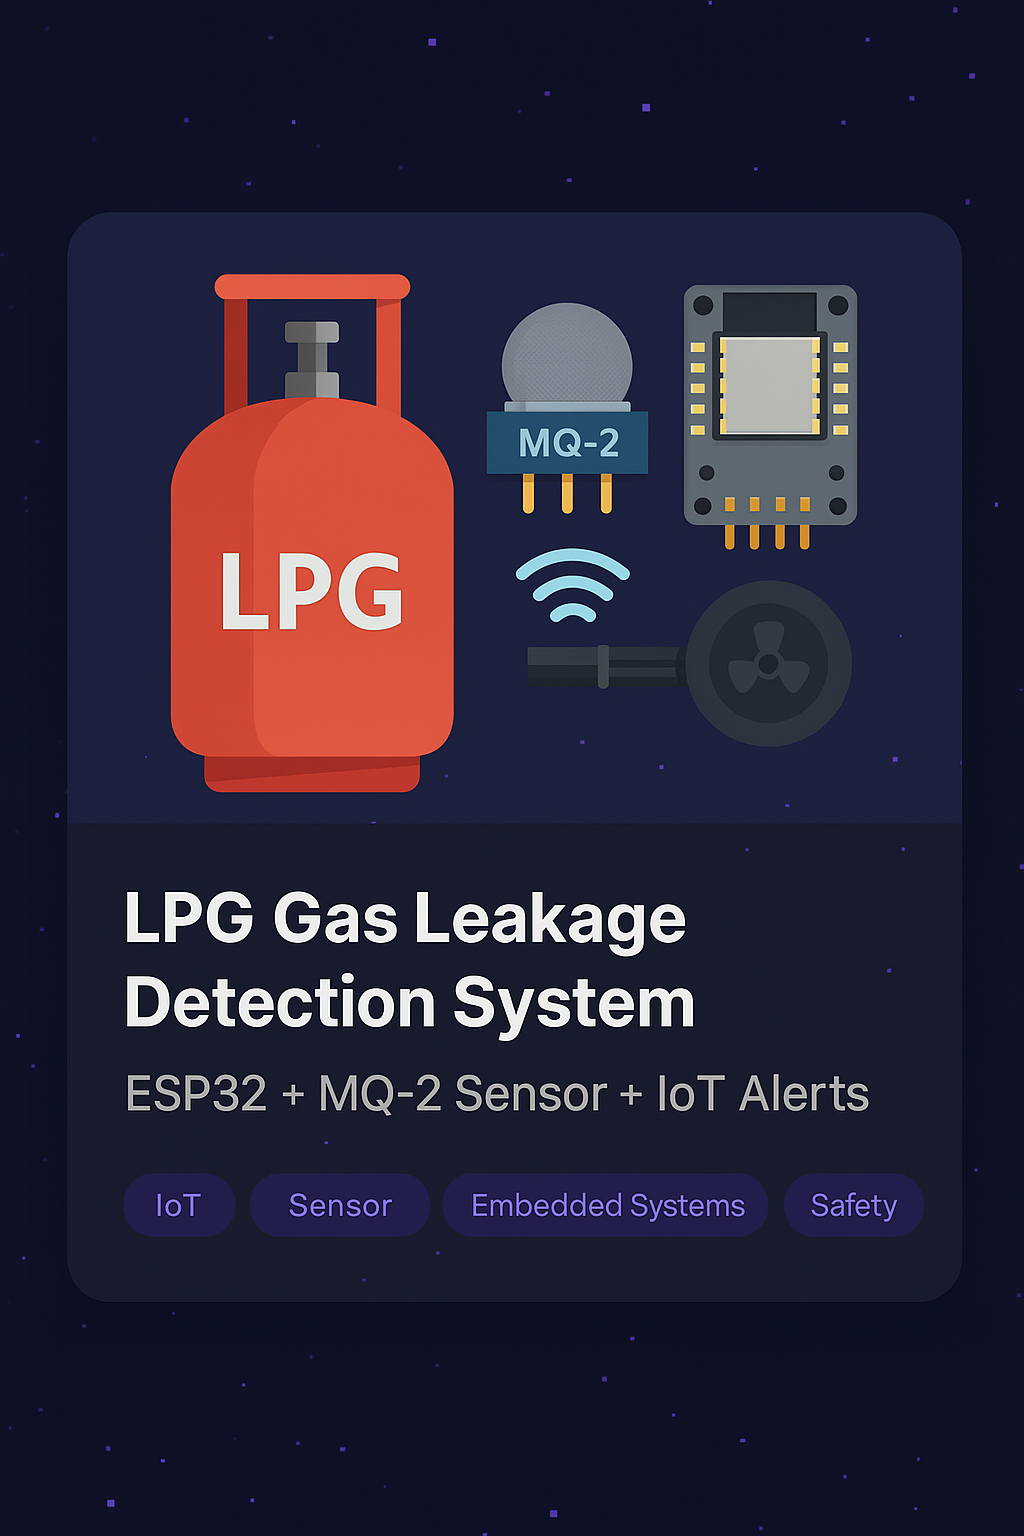 LPG
MQ-2
LPG Gas Leakage
Detection System
ESP32 + MQ-2 Sensor + IoT Alerts
IoT
Sensor
Embedded Systems
Safety